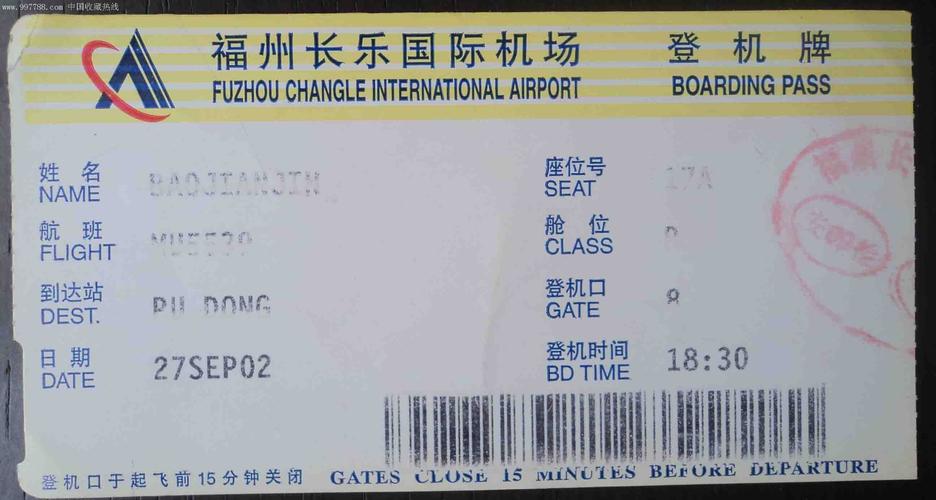 www.997788.com 中国收藏热线
福州长乐国际机场 登机牌
FUZHOU CHANGLE INTERNATIONAL AIRPORT BOARDING PASS
姓名 座位号
NAME BAOJIANJIN SEAT 17A
航班 舱位
FLIGHT CLASS
到达站 登机口
DEST. PU DONG GATE 8
日期 登机时间
DATE 27SEP02 BD TIME 18:30
登机口于起飞前15分钟关闭 GATES CLOSE 15 MINUTES BEFORE DEPARTURE